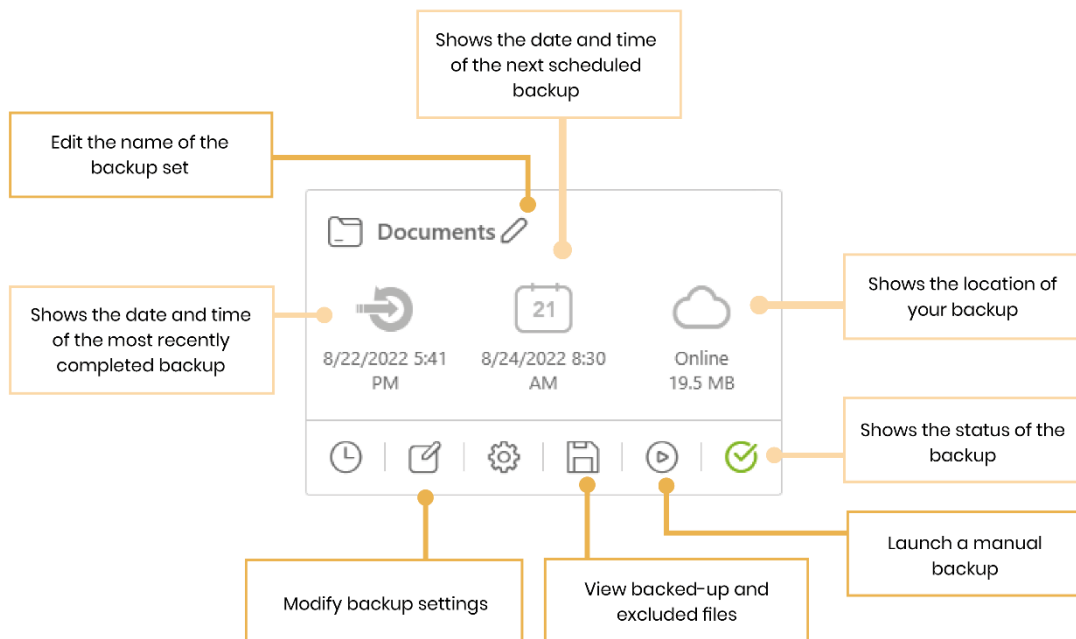 Shows the date and time
of the next scheduled
backup
Edit the name of the
backup set
Documents
Shows the date and time
of the most recently
completed backup
21
Shows the location of
your backup
8/22/2022 5:41
PM
8/24/2022 8:30
AM
Online
19.5 MB
Shows the status of the
backup
Launch a manual
backup
Modify backup settings
View backed-up and
excluded files